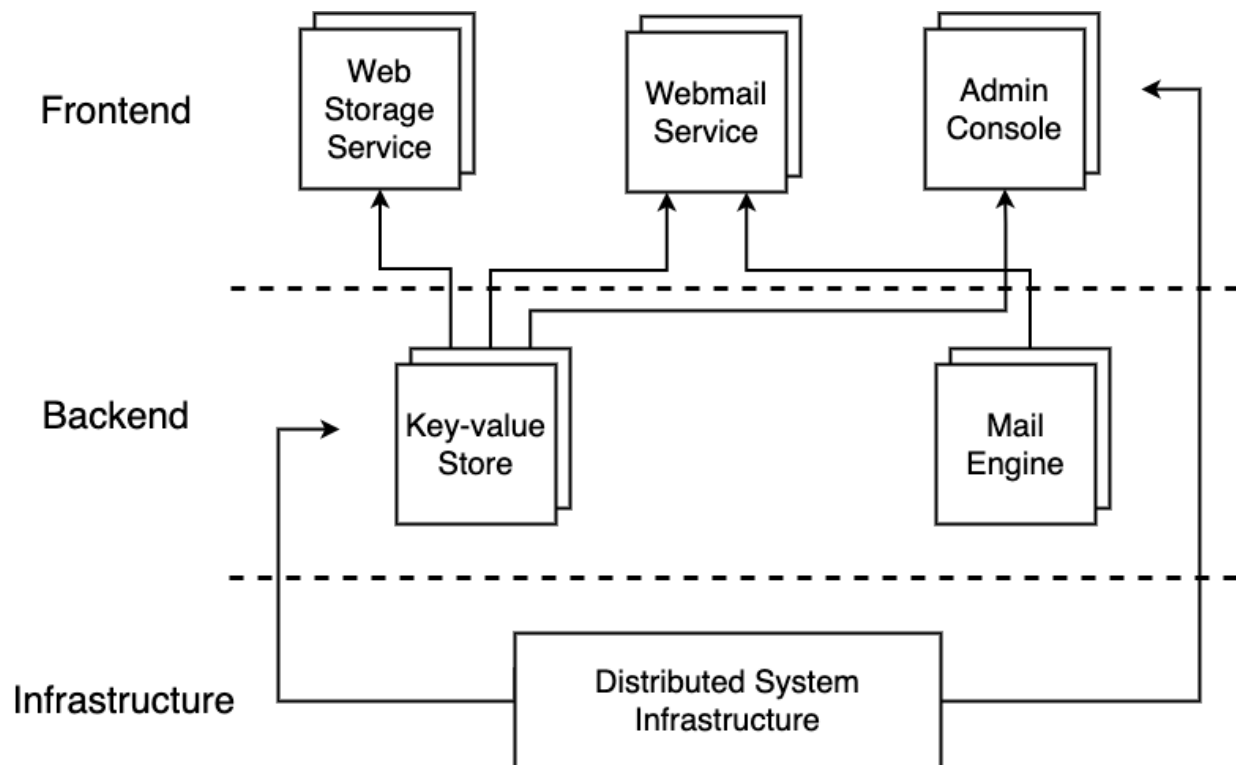 Frontend
Web
Storage
Service
Webmail
Service
Admin
Console
Backend
Key-value
Store
Mail
Engine
Infrastructure
Distributed System
Infrastructure